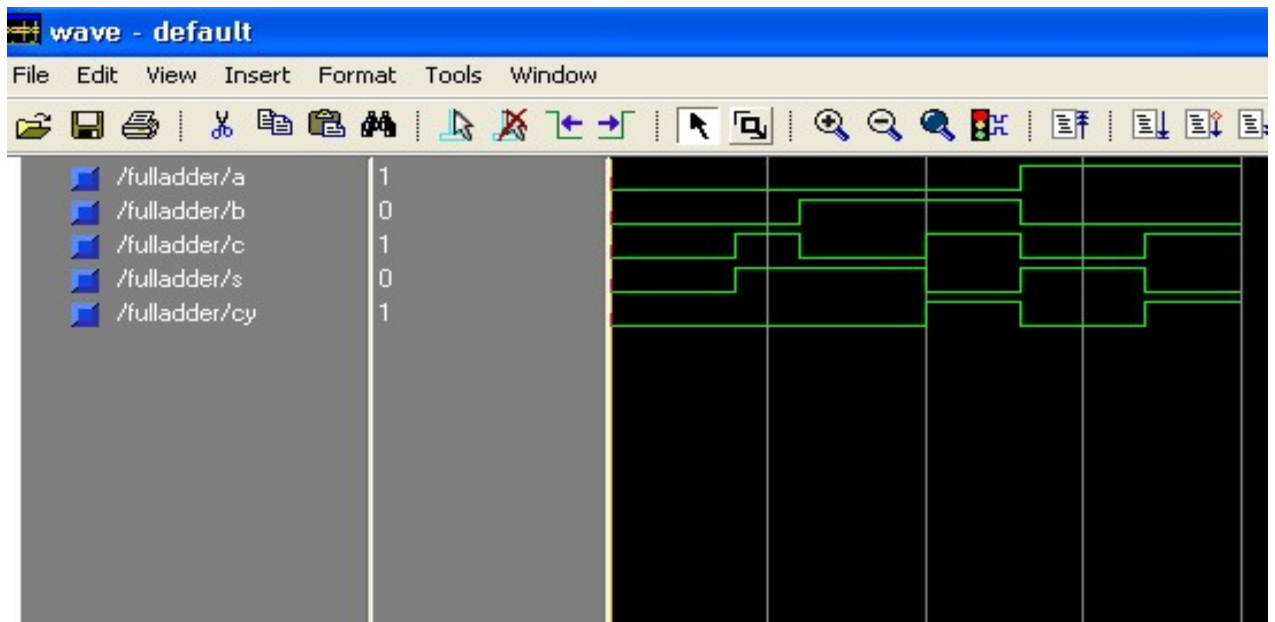 wave - default
File Edit View Insert Format Tools Window
/fulladder/a 1
/fulladder/b 0
/fulladder/c 1
/fulladder/s 0
/fulladder/cy 1